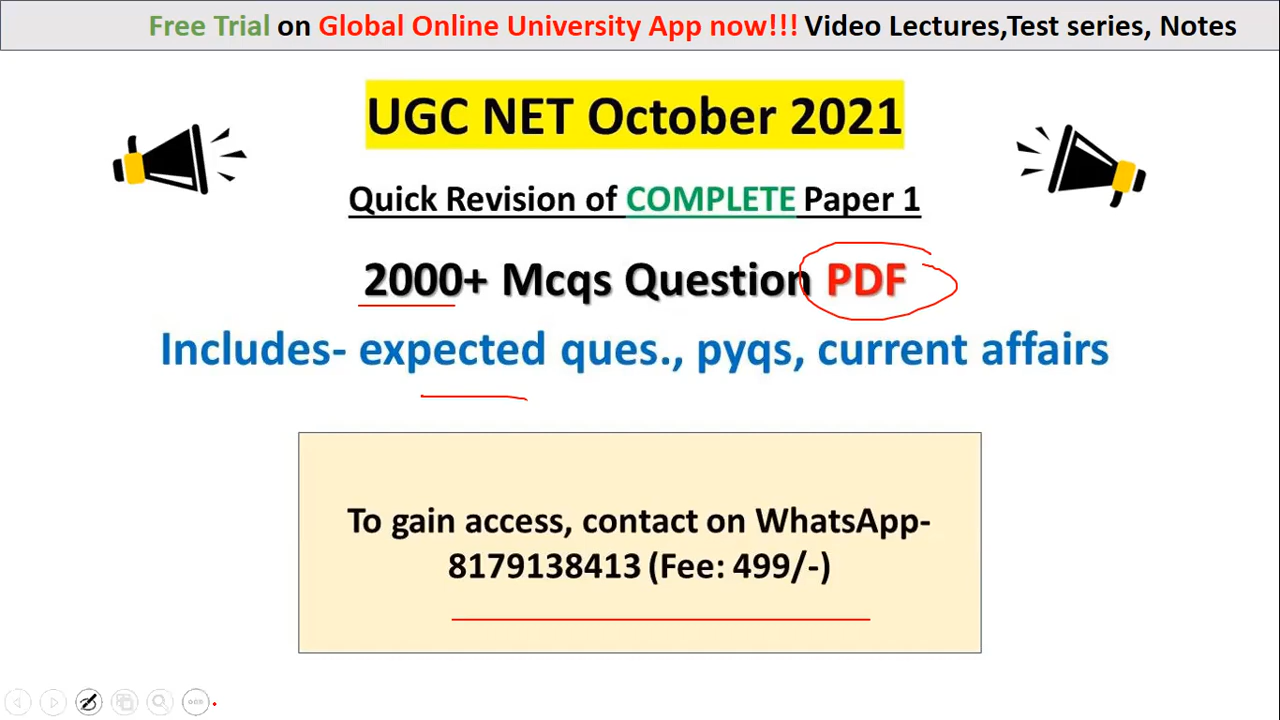 Free Trial on Global Online University App now!!! Video Lectures,Test series, Notes
UGC NET October 2021
Quick Revision of COMPLETE Paper 1
2000+ Mcqs Question PDF
Includes- expected ques., pyqs, current affairs
To gain access, contact on WhatsApp-
8179138413 (Fee: 499/-)